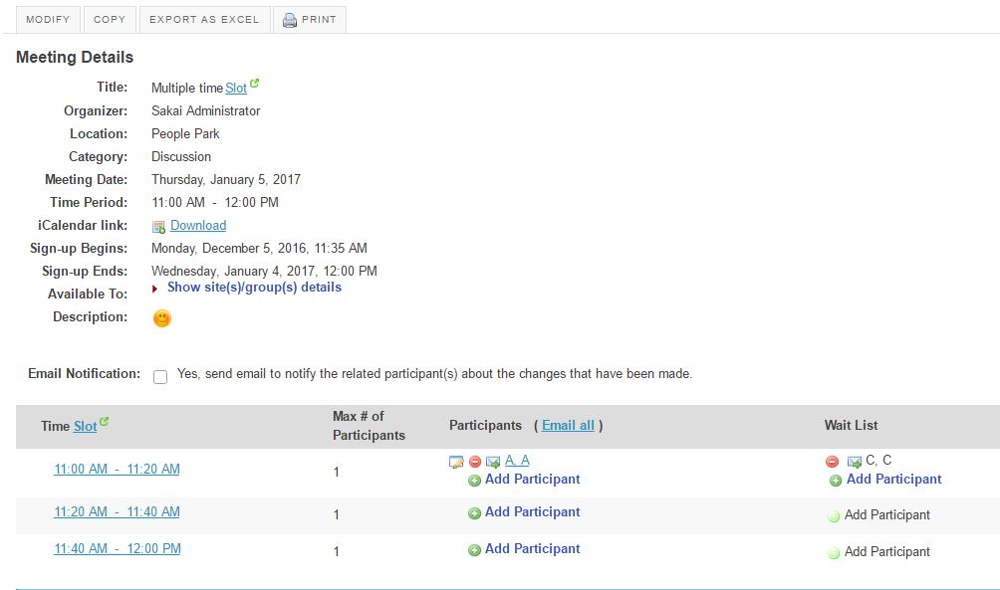 MODIFY COPY EXPORT AS EXCEL PRINT
Meeting Details
Title: Multiple time Slot
Organizer: Sakai Administrator
Location: People Park
Category: Discussion
Meeting Date: Thursday, January 5, 2017
Time Period: 11:00 AM - 12:00 PM
iCalendar link: Download
Sign-up Begins: Monday, December 5, 2016, 11:35 AM
Sign-up Ends: Wednesday, January 4, 2017, 12:00 PM
Available To: Show site(s)/group(s) details
Description:
Email Notification: Yes, send email to notify the related participant(s) about the changes that have been made.
Time Slot Max # of Participants Participants ( Email all ) Wait List
11:00 AM - 11:20 AM 1 A, A C, C
Add Participant Add Participant
11:20 AM - 11:40 AM 1 Add Participant Add Participant
11:40 AM - 12:00 PM 1 Add Participant Add Participant